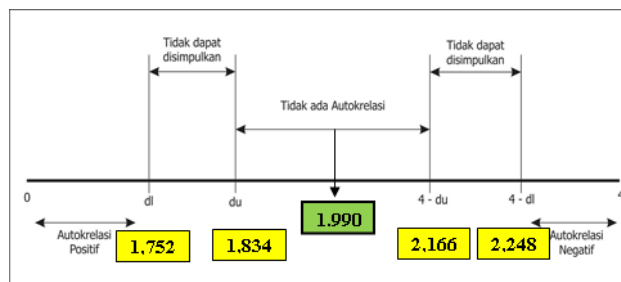 Tidak dapat
disimpulkan
Tidak dapat
disimpulkan
Tidak ada Autokrelasi
0
dl
du
4 - du
4 - dl
4
1.990
Autokrelasi
Positif
1,752
1,834
2,166
2,248
Autokrelasi
Negatif